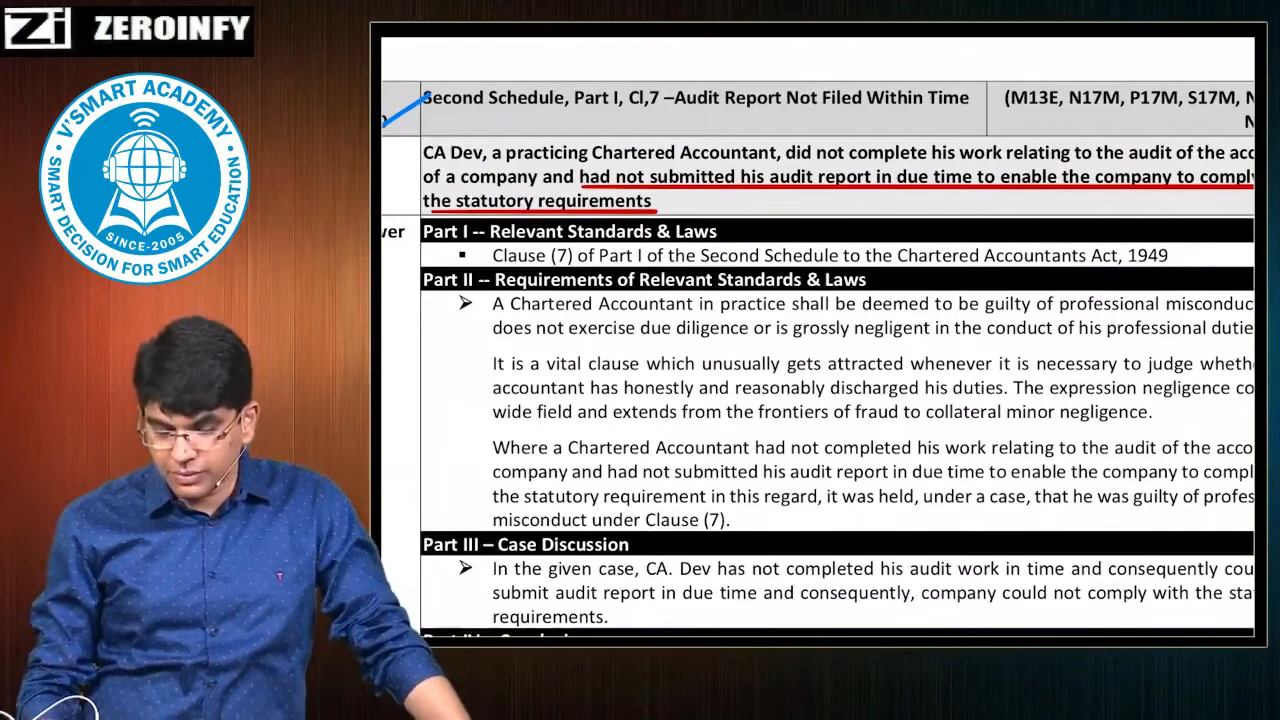 Zi ZEROINFY
V'SMART ACADEMY
SMART DECISION FOR SMART EDUCATION
SINCE-2005
Second Schedule, Part I, Cl,7 –Audit Report Not Filed Within Time
(M13E, N17M, P17M, S17M, N
N
CA Dev, a practicing Chartered Accountant, did not complete his work relating to the audit of the acc
of a company and had not submitted his audit report in due time to enable the company to comply
the statutory requirements
wer
Part I -- Relevant Standards & Laws
▪ Clause (7) of Part I of the Second Schedule to the Chartered Accountants Act, 1949
Part II -- Requirements of Relevant Standards & Laws
➢ A Chartered Accountant in practice shall be deemed to be guilty of professional misconduc
does not exercise due diligence or is grossly negligent in the conduct of his professional dutie
It is a vital clause which unusually gets attracted whenever it is necessary to judge wheth
accountant has honestly and reasonably discharged his duties. The expression negligence co
wide field and extends from the frontiers of fraud to collateral minor negligence.
Where a Chartered Accountant had not completed his work relating to the audit of the acco
company and had not submitted his audit report in due time to enable the company to compl
the statutory requirement in this regard, it was held, under a case, that he was guilty of profes
misconduct under Clause (7).
Part III – Case Discussion
➢ In the given case, CA. Dev has not completed his audit work in time and consequently cou
submit audit report in due time and consequently, company could not comply with the sta
requirements.